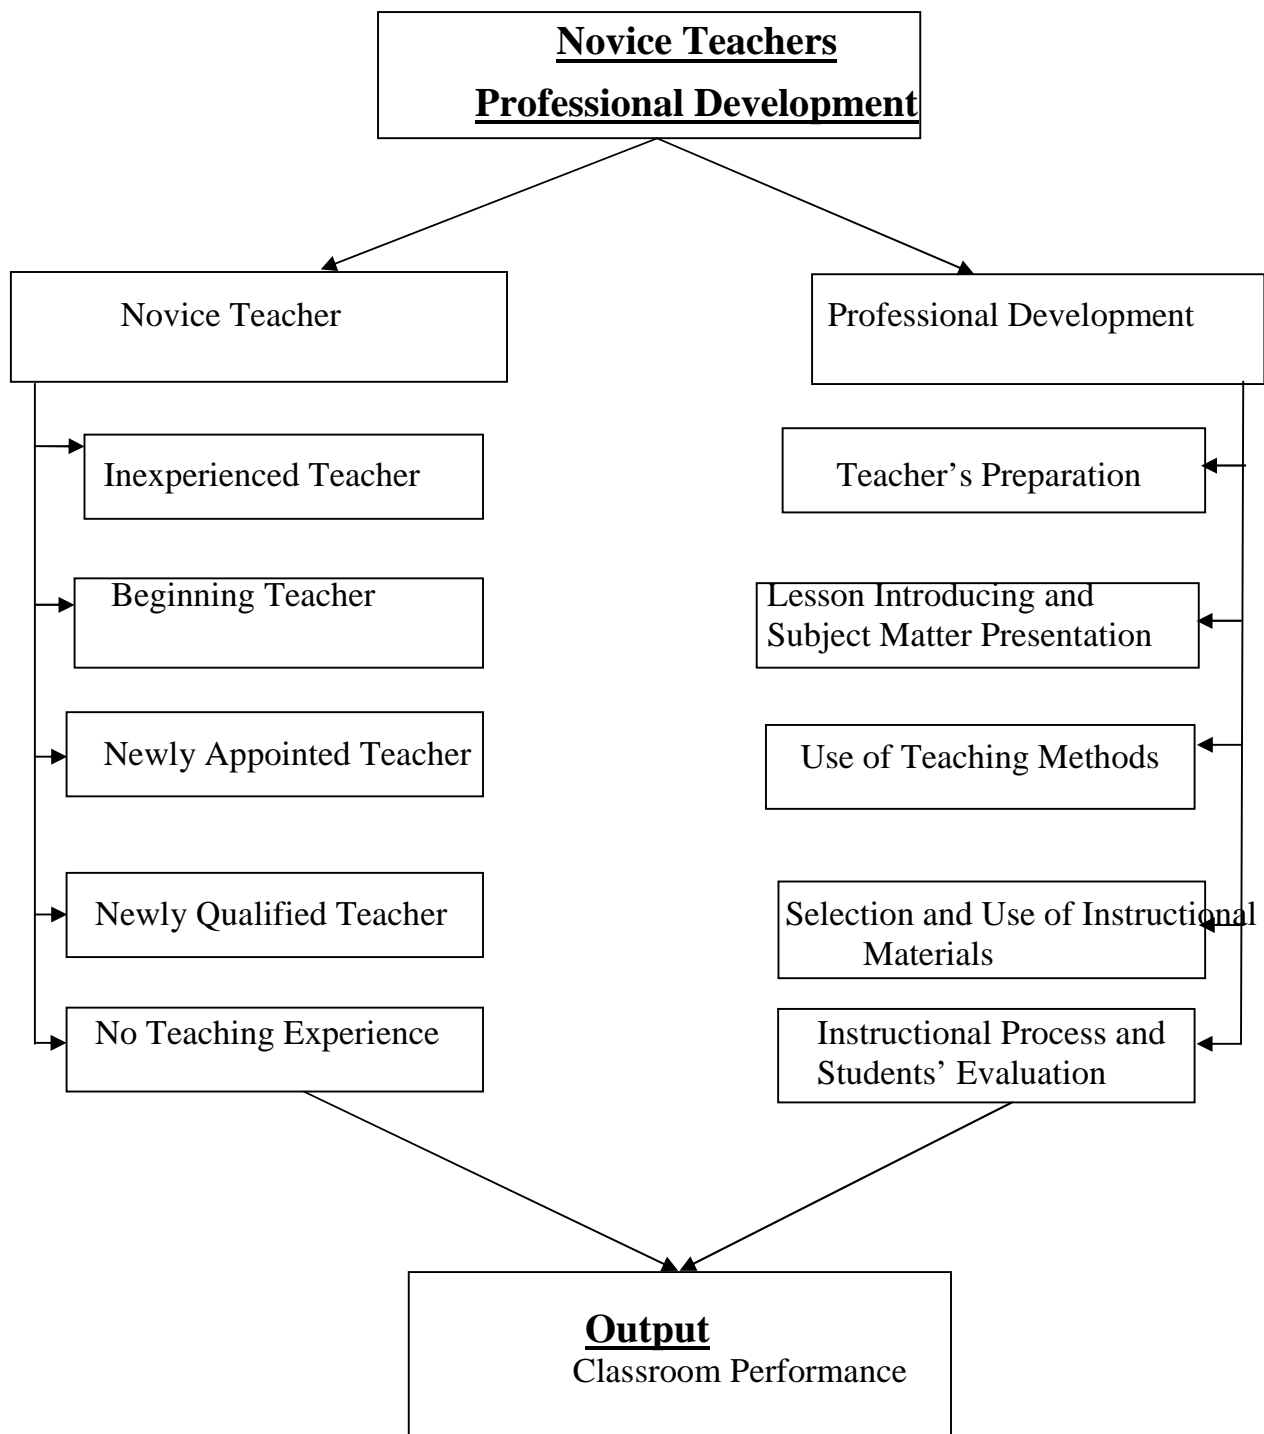 Novice Teachers
Professional Development
Novice Teacher
Professional Development
Inexperienced Teacher
Teacher’s Preparation
Beginning Teacher
Lesson Introducing and
Subject Matter Presentation
Newly Appointed Teacher
Use of Teaching Methods
Newly Qualified Teacher
Selection and Use of Instructional
Materials
No Teaching Experience
Instructional Process and
Students’ Evaluation
Output
Classroom Performance